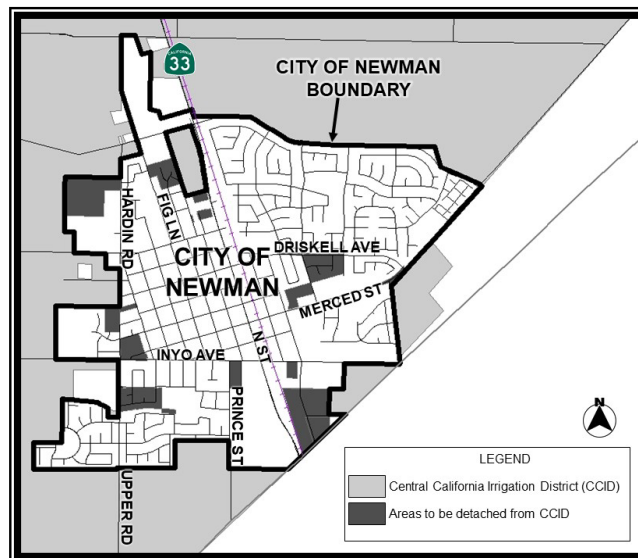 CALIFORNIA
33
CITY OF NEWMAN
BOUNDARY
HARDIN RD
FIG LN
DRISKELL AVE
CITY OF
NEWMAN
MERCED ST
N ST
INYO AVE
PRINCE ST
UPPER RD
N
LEGEND
Central California Irrigation District (CCID)
Areas to be detached from CCID